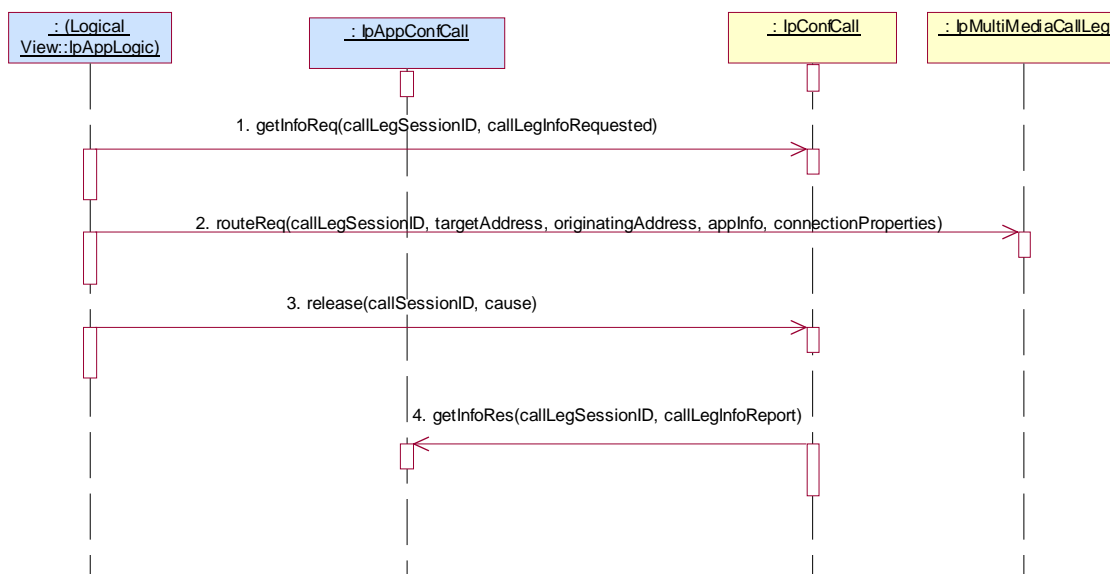 : (Logical
View::IpAppLogic)
: IpAppConfCall
: IpConfCall
: IpMultiMediaCallLeg
1. getInfoReq(callLegSessionID, callLegInfoRequested)
2. routeReq(callLegSessionID, targetAddress, originatingAddress, appInfo, connectionProperties)
3. release(callSessionID, cause)
4. getInfoRes(callLegSessionID, callLegInfoReport)